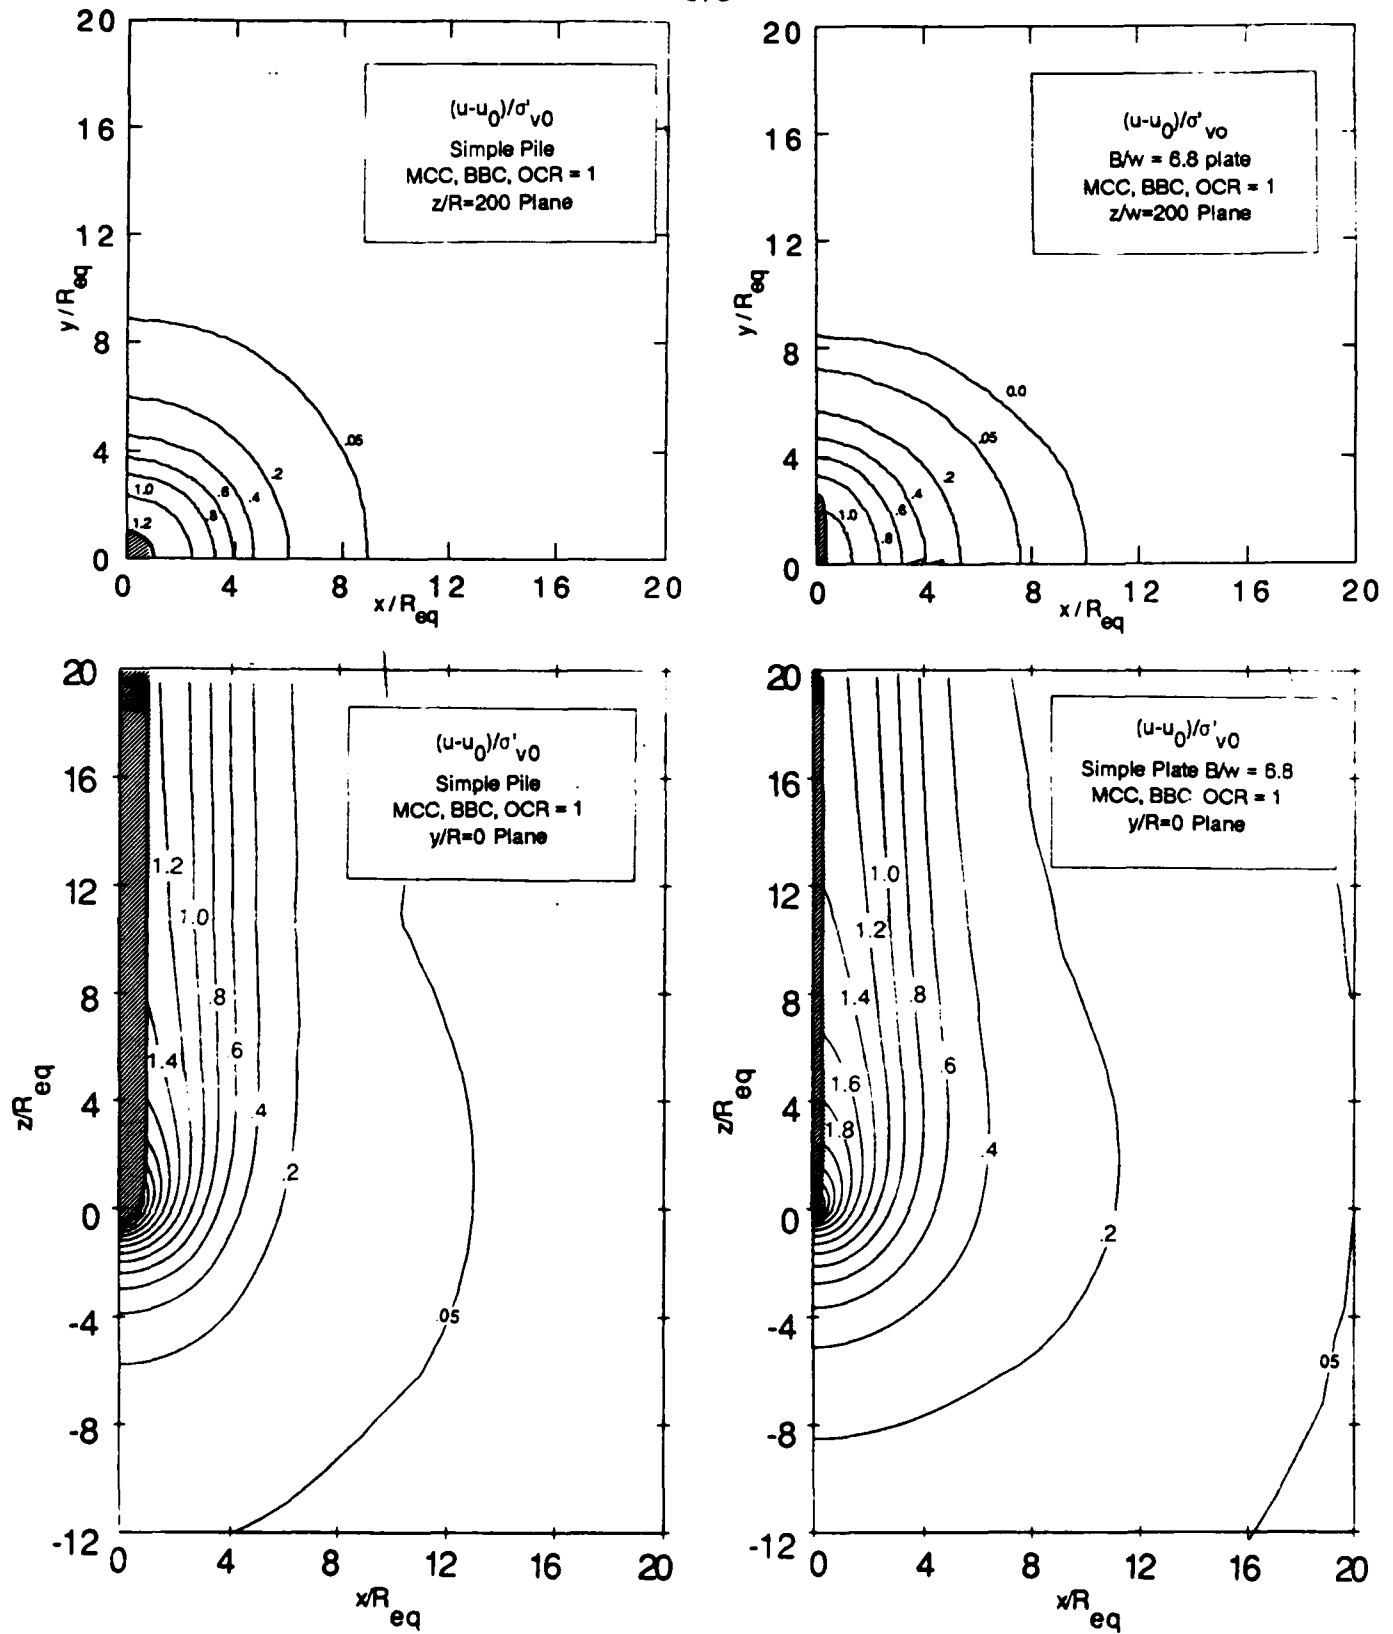 20
16
12
8
4
0
y/R_eq
(u-u_0)/σ'_v0
Simple Pile
MCC, BBC, OCR = 1
z/R=200 Plane
.05
.2
.4
.6
.8
1.0
1.2
0 4 8 12 16 20
x/R_eq
20
16
12
8
4
0
y/R_eq
(u-u_0)/σ'_vo
B/w = 6.8 plate
MCC, BBC, OCR = 1
z/w=200 Plane
0.0
.05
.2
.4
.6
.8
1.0
0 4 8 12 16 20
x/R_eq
20
16
12
8
4
0
-4
-8
-12
z/R_eq
(u-u_0)/σ'_v0
Simple Pile
MCC, BBC, OCR = 1
y/R=0 Plane
1.2
1.0
.8
1.4
.6
.4
.2
.05
0 4 8 12 16 20
x/R_eq
20
16
12
8
4
0
-4
-8
-12
z/R_eq
(u-u_0)/σ'_v0
Simple Plate B/w = 6.8
MCC, BBC OCR = 1
y/R=0 Plane
1.0
1.2
1.4
.8
.6
1.6
1.8
.4
.2
05
0 4 8 12 16 20
x/R_eq